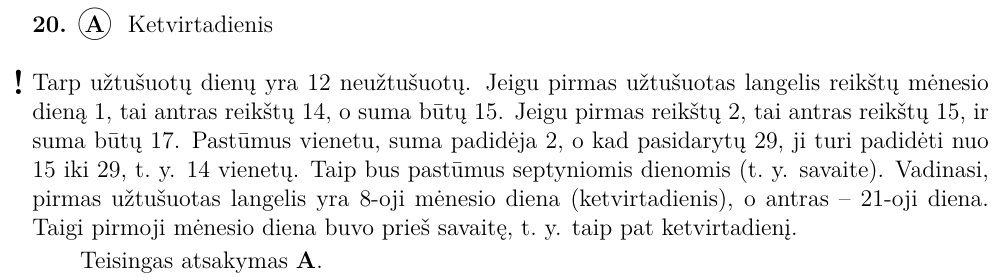 20. A Ketvirtadienis
! Tarp užtušuotų dienų yra 12 neužtušuotų. Jeigu pirmas užtušuotas langelis reikštų mėnesio
dieną 1, tai antras reikštų 14, o suma būtų 15. Jeigu pirmas reikštų 2, tai antras reikštų 15, ir
suma būtų 17. Pastūmus vienetu, suma padidėja 2, o kad pasidarytų 29, ji turi padidėti nuo
15 iki 29, t. y. 14 vienetų. Taip bus pastūmus septyniomis dienomis (t. y. savaite). Vadinasi,
pirmas užtušuotas langelis yra 8-oji mėnesio diena (ketvirtadienis), o antras – 21-oji diena.
Taigi pirmoji mėnesio diena buvo prieš savaitę, t. y. taip pat ketvirtadienį.
Teisingas atsakymas A.